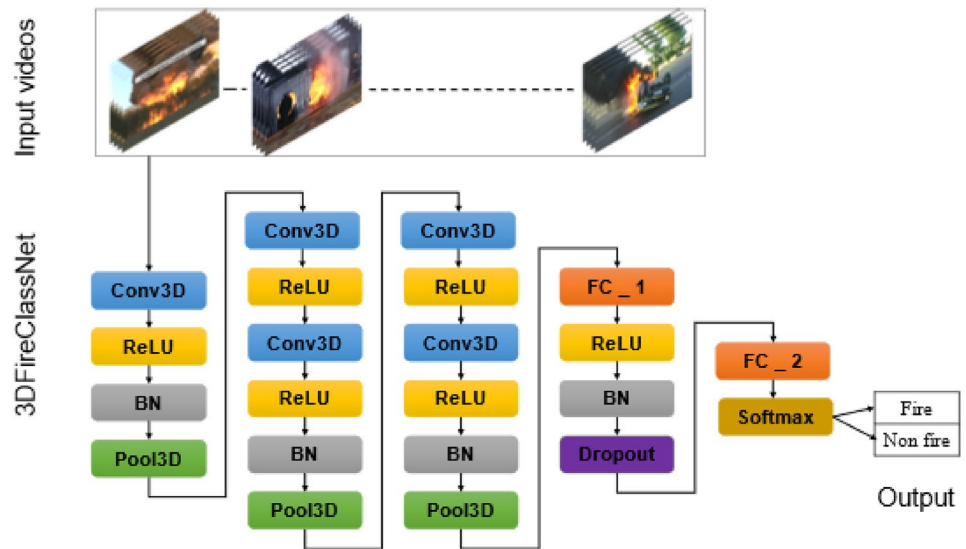 Input videos
3DFireClassNet
Conv3D
ReLU
BN
Pool3D
Conv3D
ReLU
Conv3D
ReLU
BN
Pool3D
Conv3D
ReLU
Conv3D
ReLU
BN
Pool3D
FC _ 1
ReLU
BN
Dropout
FC _ 2
Softmax
Fire
Non fire
Output